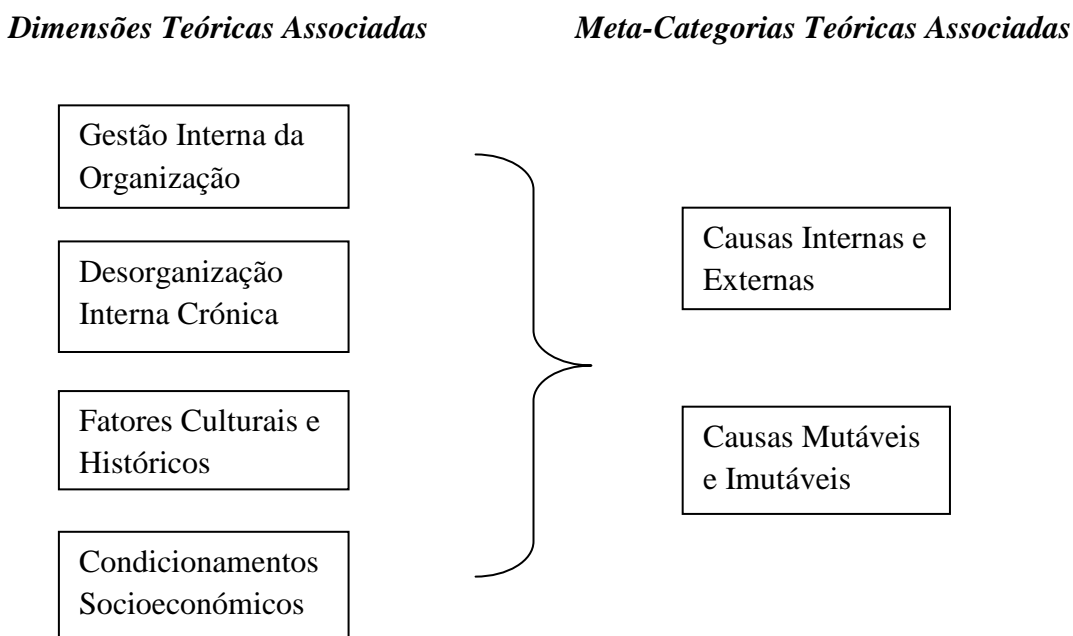 Dimensões Teóricas Associadas
Meta-Categorias Teóricas Associadas
Gestão Interna da
Organização
Desorganização
Interna Crónica
Fatores Culturais e
Históricos
Condicionamentos
Socioeconómicos
Causas Internas e
Externas
Causas Mutáveis
e Imutáveis